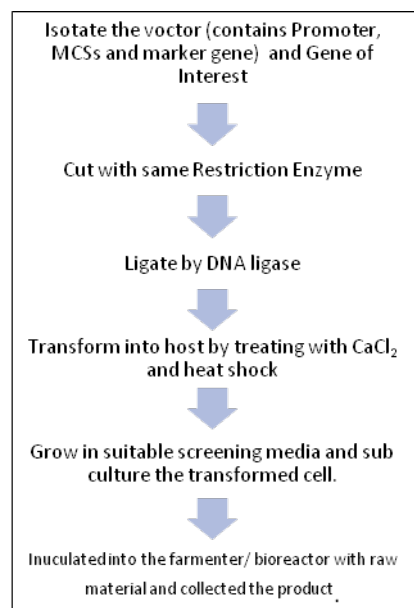 Isotate the voctor (contains Promoter,
MCSs and marker gene) and Gene of
Interest
Cut with same Restriction Enzyme
Ligate by DNA ligase
Transform into host by treating with CaCl₂
and heat shock
Grow in suitable screening media and sub
culture the transformed cell.
Inuculated into the farmenter/ bioreactor with raw
material and collected the product.